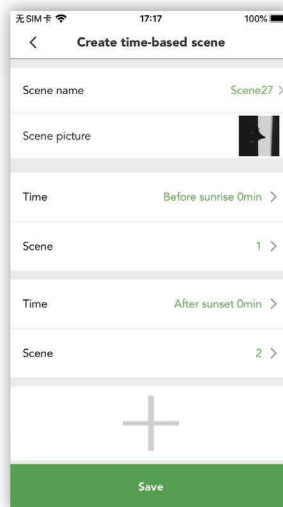 无SIM卡 17:17 100%
Create time-based scene
Scene name Scene27
Scene picture
Time Before sunrise 0min
Scene 1
Time After sunset 0min
Scene 2
Save